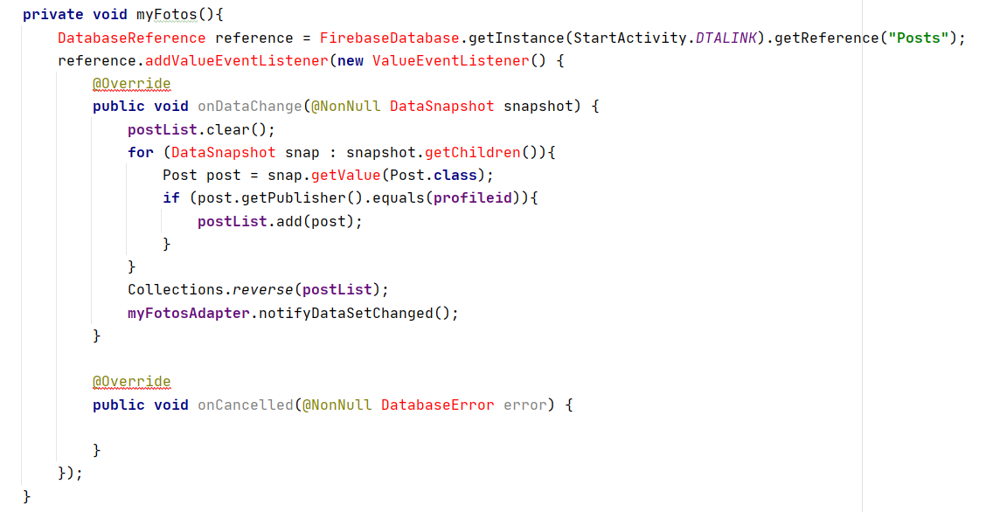 private void myFotos(){
DatabaseReference reference = FirebaseDatabase.getInstance(StartActivity.DTALINK).getReference("Posts");
reference.addValueEventListener(new ValueEventListener() {
@Override
public void onDataChange(@NonNull DataSnapshot snapshot) {
postList.clear();
for (DataSnapshot snap : snapshot.getChildren()){
Post post = snap.getValue(Post.class);
if (post.getPublisher().equals(profileid)){
postList.add(post);
}
}
Collections.reverse(postList);
myFotosAdapter.notifyDataSetChanged();
}
@Override
public void onCancelled(@NonNull DatabaseError error) {
}
});
}